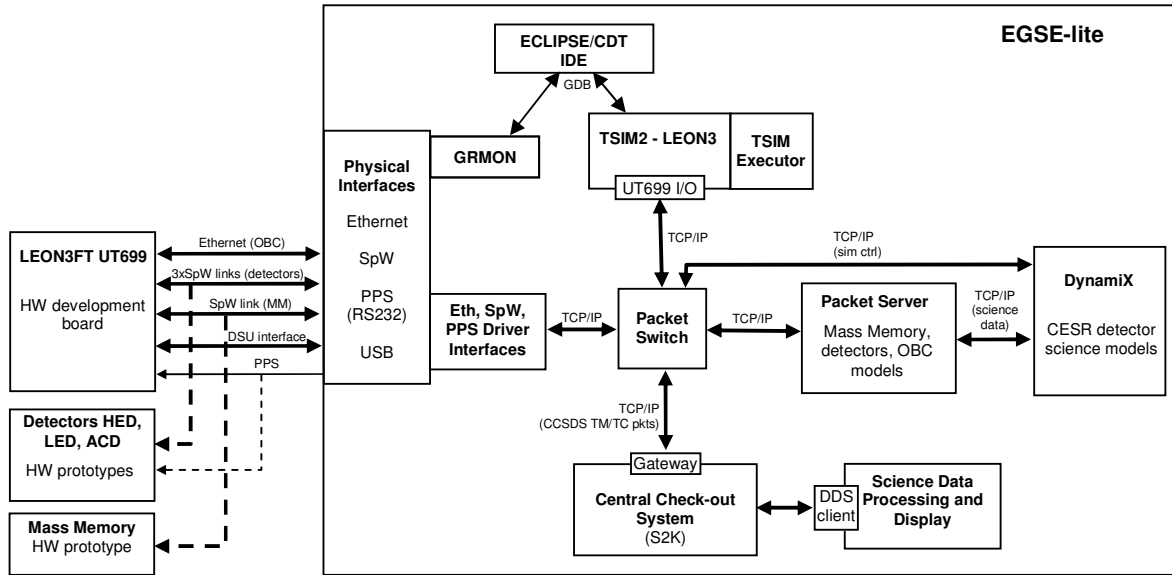 EGSE-lite
ECLIPSE/CDT
IDE
GDB
TSIM2 - LEON3
TSIM
Executor
UT699 I/O
GRMON
Physical
Interfaces
Ethernet
SpW
PPS
(RS232)
USB
LEON3FT UT699
HW development
board
Ethernet (OBC)
3xSpW links (detectors)
SpW link (MM)
DSU interface
PPS
Detectors HED,
LED, ACD
HW prototypes
Mass Memory
HW prototype
Eth, SpW,
PPS Driver
Interfaces
TCP/IP
Packet
Switch
TCP/IP
TCP/IP
(sim ctrl)
TCP/IP
Packet Server
Mass Memory,
detectors, OBC
models
TCP/IP
(science
data)
DynamiX
CESR detector
science models
TCP/IP
(CCSDS TM/TC pkts)
Gateway
Central Check-out
System
(S2K)
DDS
client
Science Data
Processing and
Display